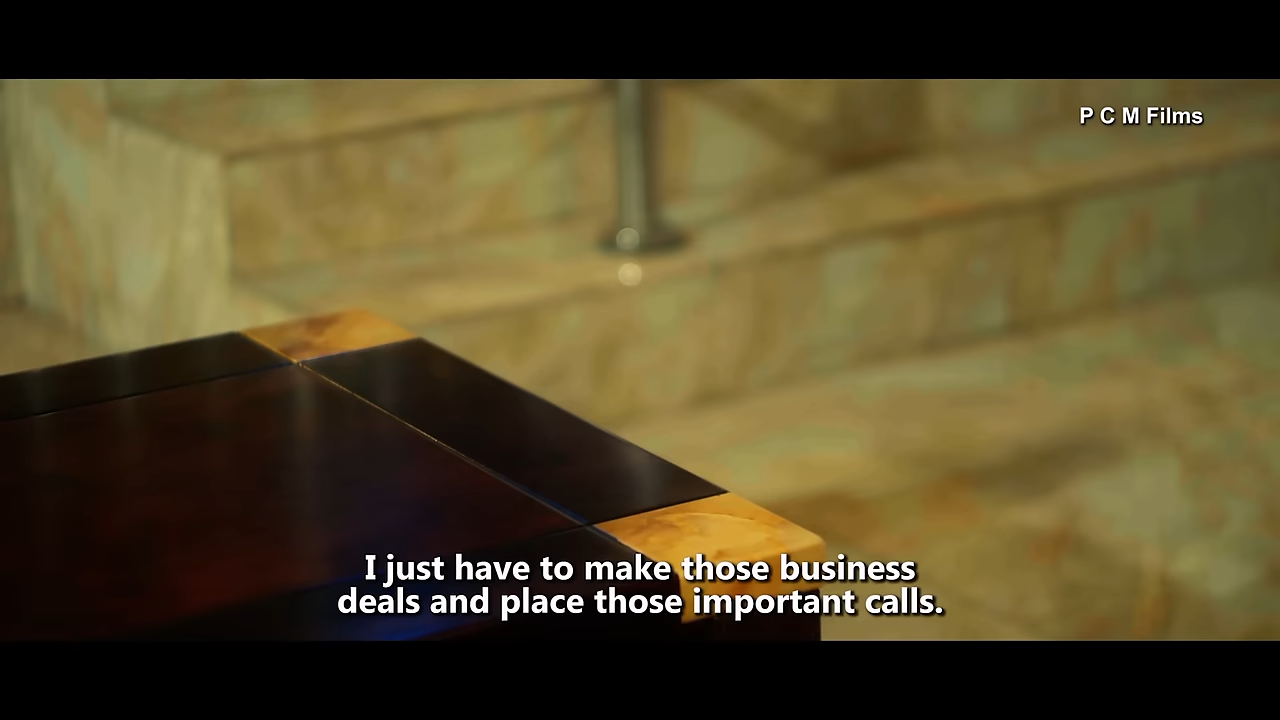 P C M Films
I just have to make those business
deals and place those important calls.